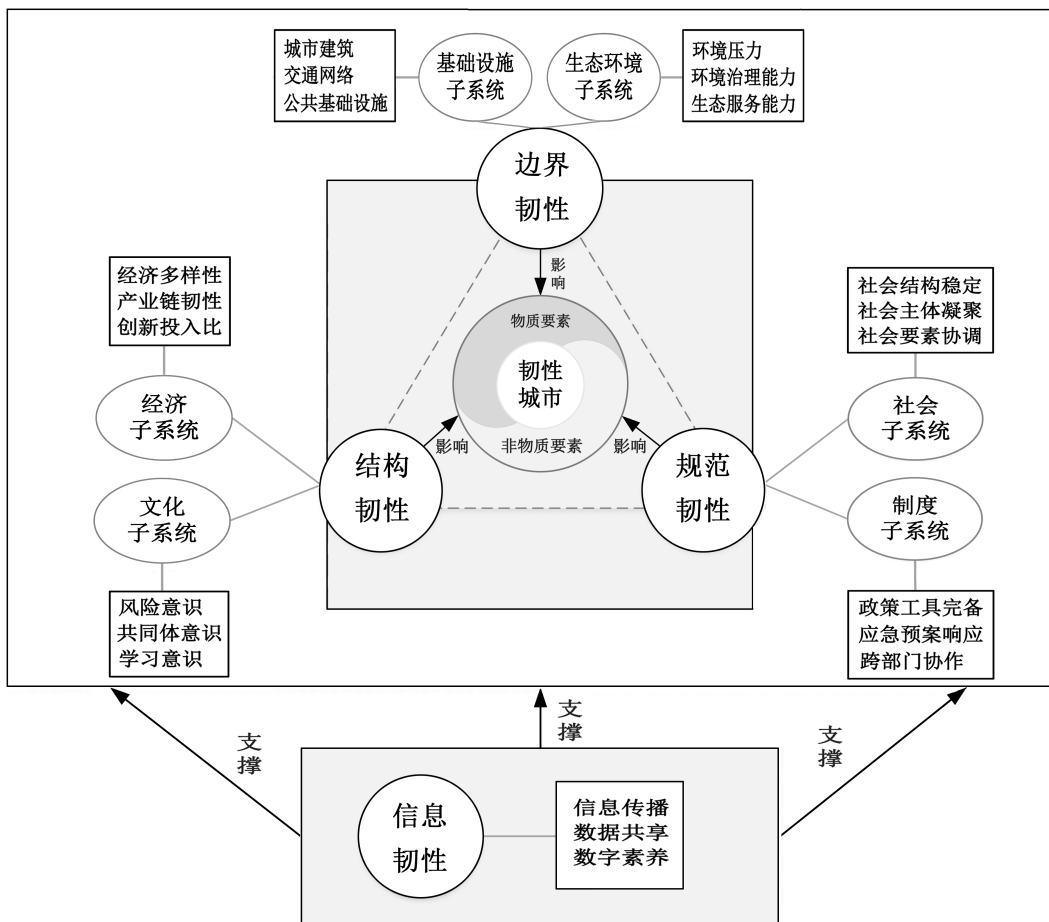 城市建筑
交通网络
公共基础设施
基础设施
子系统
生态环境
子系统
环境压力
环境治理能力
生态服务能力
边界
韧性
影响
经济多样性
产业链韧性
创新投入比
社会结构稳定
社会主体凝聚
社会要素协调
物质要素
韧性
城市
非物质要素
经济
子系统
社会
子系统
影响
影响
结构
韧性
规范
韧性
文化
子系统
制度
子系统
风险意识
共同体意识
学习意识
政策工具完备
应急预案响应
跨部门协作
支撑
支撑
支撑
信息
韧性
信息传播
数据共享
数字素养